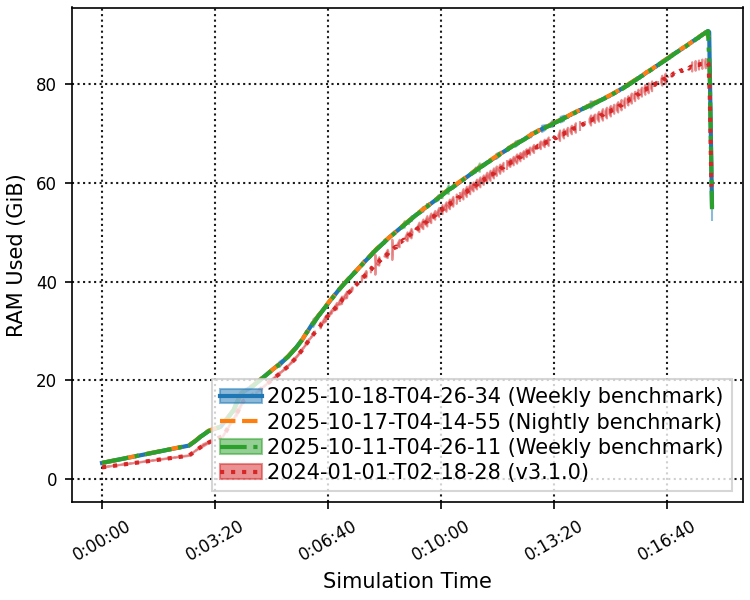 RAM Used (GiB)
80
60
40
20
0
2025-10-18-T04-26-34 (Weekly benchmark)
2025-10-17-T04-14-55 (Nightly benchmark)
2025-10-11-T04-26-11 (Weekly benchmark)
2024-01-01-T02-18-28 (v3.1.0)
0:00:00
0:03:20
0:06:40
0:10:00
0:13:20
0:16:40
Simulation Time